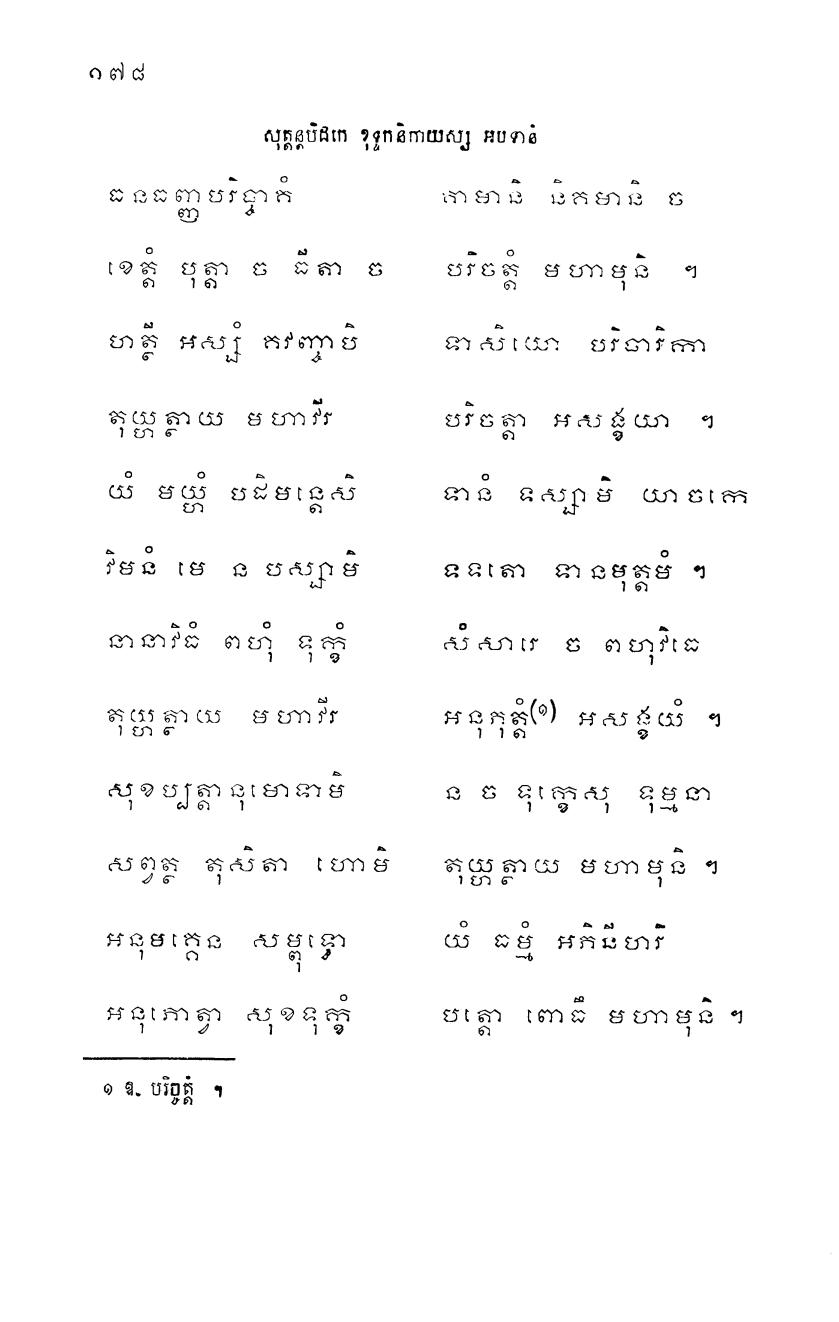 ១៧៨
សុត្តន្តបិដកេ ខុទ្ទកនិកាយស្ស អបទានំ
ធនធញ្ញបរិច្ចាគំ គាមានិ និគមានិ ច
ខេត្តំ បុត្តា ច ធីតា ច បរិចត្តំ មហាមុនិ ។
ហត្ថី អស្សំ គវញ្ចាបិ ទាសិយោ បរិចារិកា
តុយ្ហត្ថាយ មហាវីរ បរិចត្តា អសង្ខយា ។
យំ មយ្ហំ បដិមន្តេសិ ទានំ ទស្សាមិ យាចកេ
វិមនំ មេ ន បស្សាមិ ទទតោ ទានមុត្តមំ ។
នានាវិធំ ពហុំ ទុក្ខំ សំសារេ ច ពហុវិធេ
តុយ្ហត្ថាយ មហាវីរ អនុភុត្តំ(១) អសង្ខយំ ។
សុខប្បត្តានុមោទាមិ ន ច ទុក្ខេសុ ទុម្មនា
សព្វត្ថ តុសិតា ហោមិ តុយ្ហត្ថាយ មហាមុនិ ។
អនុមគ្គេន សម្ពុទ្ធោ យំ ធម្មំ អភិនីហរិ
អនុភោត្វា សុខទុក្ខំ បត្តោ ពោធឹ មហាមុនិ ។
១ ឱ. បរិច្ចត្តំ ។